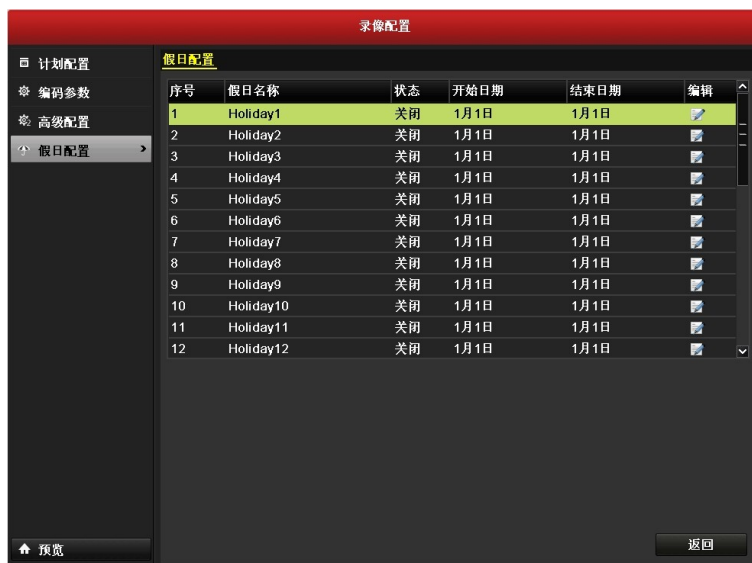 录像配置
计划配置
编码参数
高级配置
假日配置
假日配置
序号 假日名称 状态 开始日期 结束日期 编辑
1 Holiday1 关闭 1月1日 1月1日
2 Holiday2 关闭 1月1日 1月1日
3 Holiday3 关闭 1月1日 1月1日
4 Holiday4 关闭 1月1日 1月1日
5 Holiday5 关闭 1月1日 1月1日
6 Holiday6 关闭 1月1日 1月1日
7 Holiday7 关闭 1月1日 1月1日
8 Holiday8 关闭 1月1日 1月1日
9 Holiday9 关闭 1月1日 1月1日
10 Holiday10 关闭 1月1日 1月1日
11 Holiday11 关闭 1月1日 1月1日
12 Holiday12 关闭 1月1日 1月1日
预览
返回